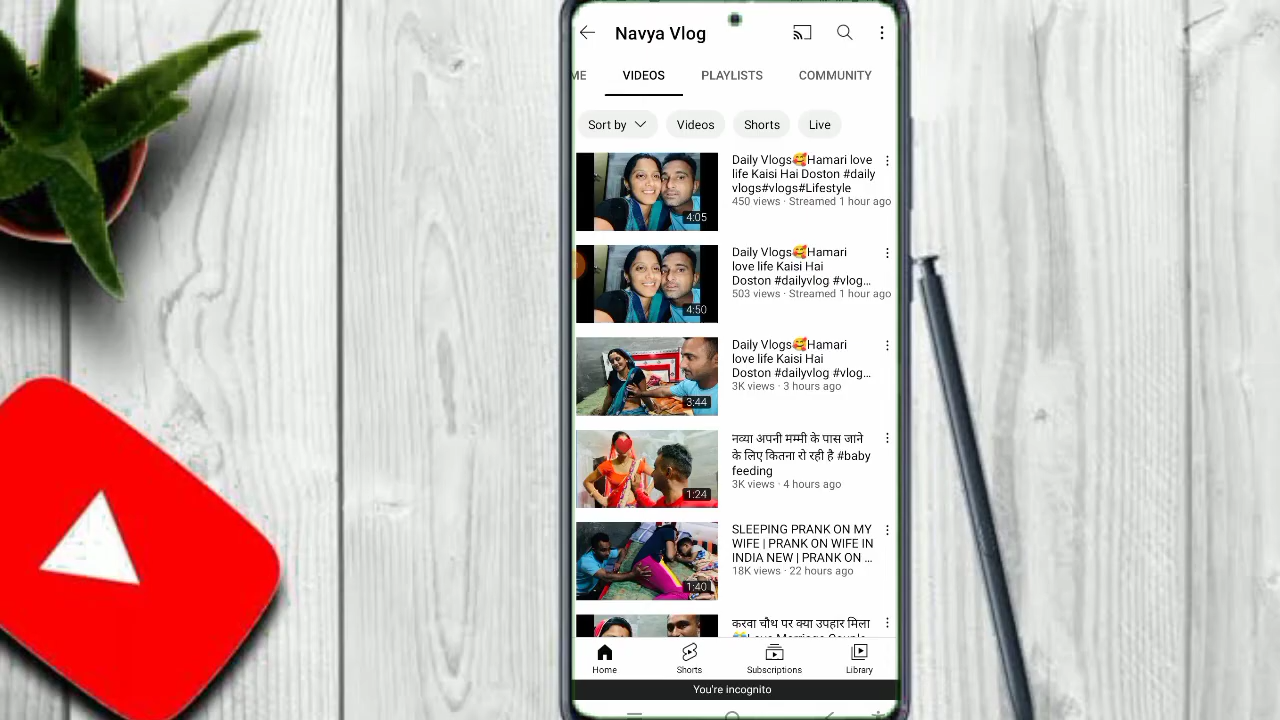 Navya Vlog
ME
VIDEOS
PLAYLISTS
COMMUNITY
Sort by
Videos
Shorts
Live
4:05
Daily Vlogs🥰Hamari love
life Kaisi Hai Doston #daily
vlogs#vlogs#Lifestyle
450 views · Streamed 1 hour ago
4:50
Daily Vlogs🥰Hamari
love life Kaisi Hai
Doston #dailyvlog #vlog...
503 views · Streamed 1 hour ago
3:44
Daily Vlogs🥰Hamari
love life Kaisi Hai
Doston #dailyvlog #vlog...
3K views · 3 hours ago
1:24
नव्या अपनी मम्मी के पास जाने
के लिए कितना रो रही है #baby
feeding
3K views · 4 hours ago
1:40
SLEEPING PRANK ON MY
WIFE | PRANK ON WIFE IN
INDIA NEW | PRANK ON ...
18K views · 22 hours ago
करवा चौथ पर क्या उपहार मिला
Home
Shorts
Subscriptions
Library
You're incognito